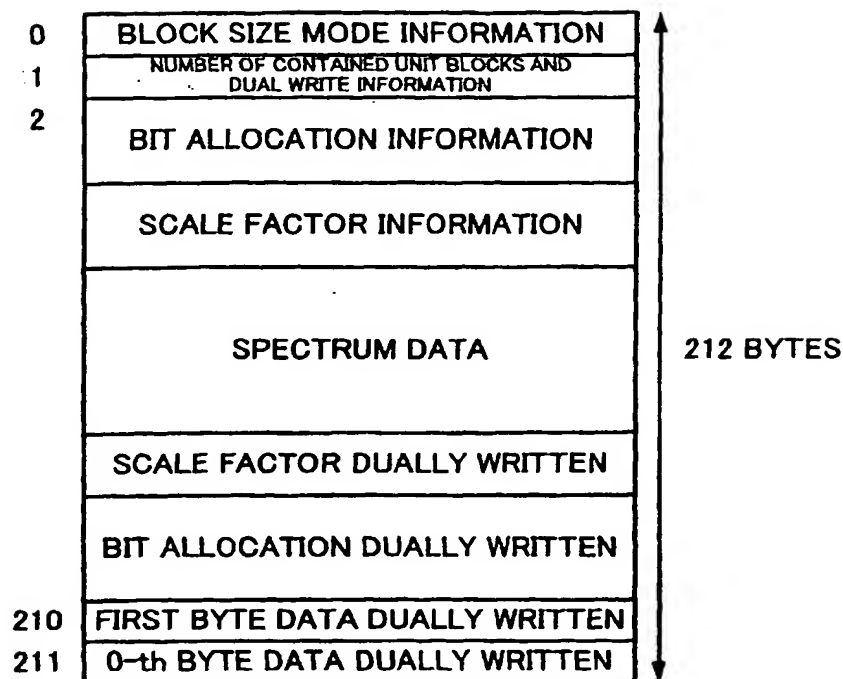 0 BLOCK SIZE MODE INFORMATION
1 NUMBER OF CONTAINED UNIT BLOCKS AND
DUAL WRITE INFORMATION
2 BIT ALLOCATION INFORMATION
SCALE FACTOR INFORMATION
SPECTRUM DATA
212 BYTES
SCALE FACTOR DUALLY WRITTEN
BIT ALLOCATION DUALLY WRITTEN
210 FIRST BYTE DATA DUALLY WRITTEN
211 0-th BYTE DATA DUALLY WRITTEN